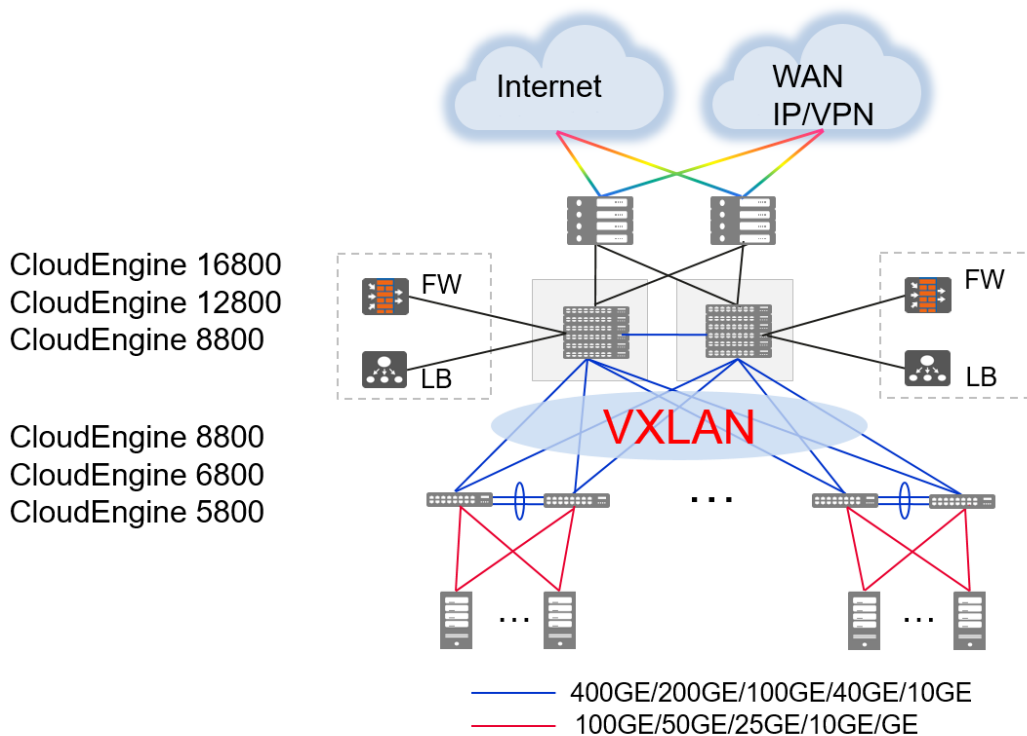 Internet
WAN
IP/VPN
CloudEngine 16800
CloudEngine 12800
CloudEngine 8800
FW
LB
FW
LB
VXLAN
CloudEngine 8800
CloudEngine 6800
CloudEngine 5800
...
... ... ... ...
400GE/200GE/100GE/40GE/10GE
100GE/50GE/25GE/10GE/GE